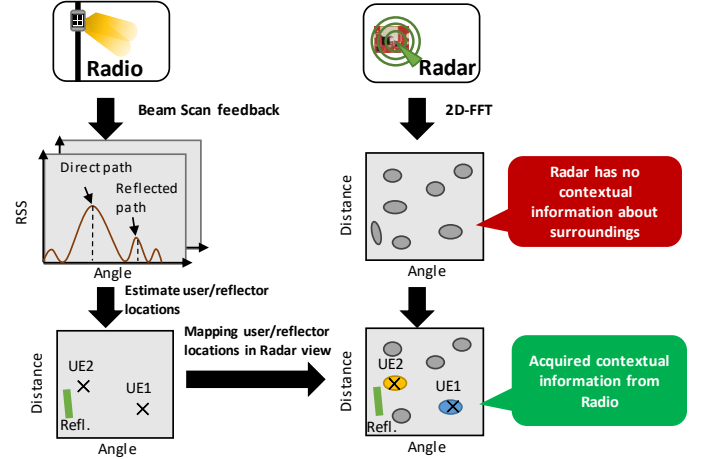 Radio
Radar
Beam Scan feedback
2D-FFT
Direct path
Reflected
path
RSS
Angle
Distance
Angle
Radar has no
contextual
information about
surroundings
Estimate user/reflector
locations
Mapping user/reflector
locations in Radar view
Distance
UE2
UE1
Refl.
Angle
Distance
UE2
UE1
Refl.
Angle
Acquired contextual
information from
Radio